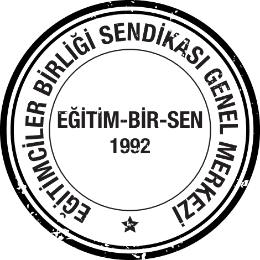 EĞİTİMCİLER BİRLİĞİ SENDİKASI GENEL MERKEZİ
EĞİTİM-BİR-SEN
1992